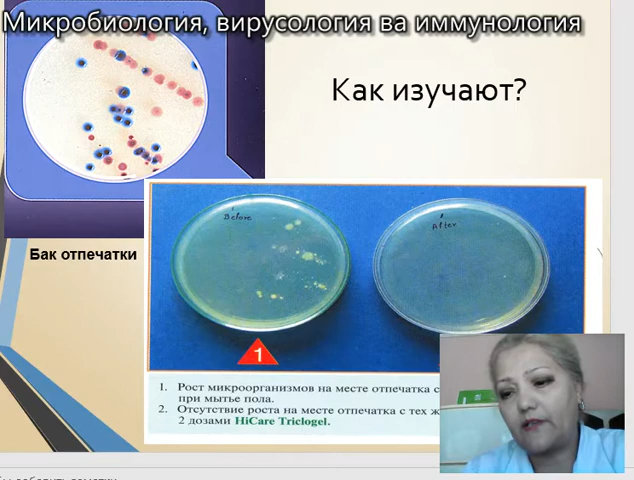 Микробиология, вирусология ва иммунология
Как изучают?
Before
After
Бак отпечатки
1
1. Рост микроорганизмов на месте отпечатка с
при мытье пола.
2. Отсутствие роста на месте отпечатка с тех ж
2 дозами HiCare Triclogel.